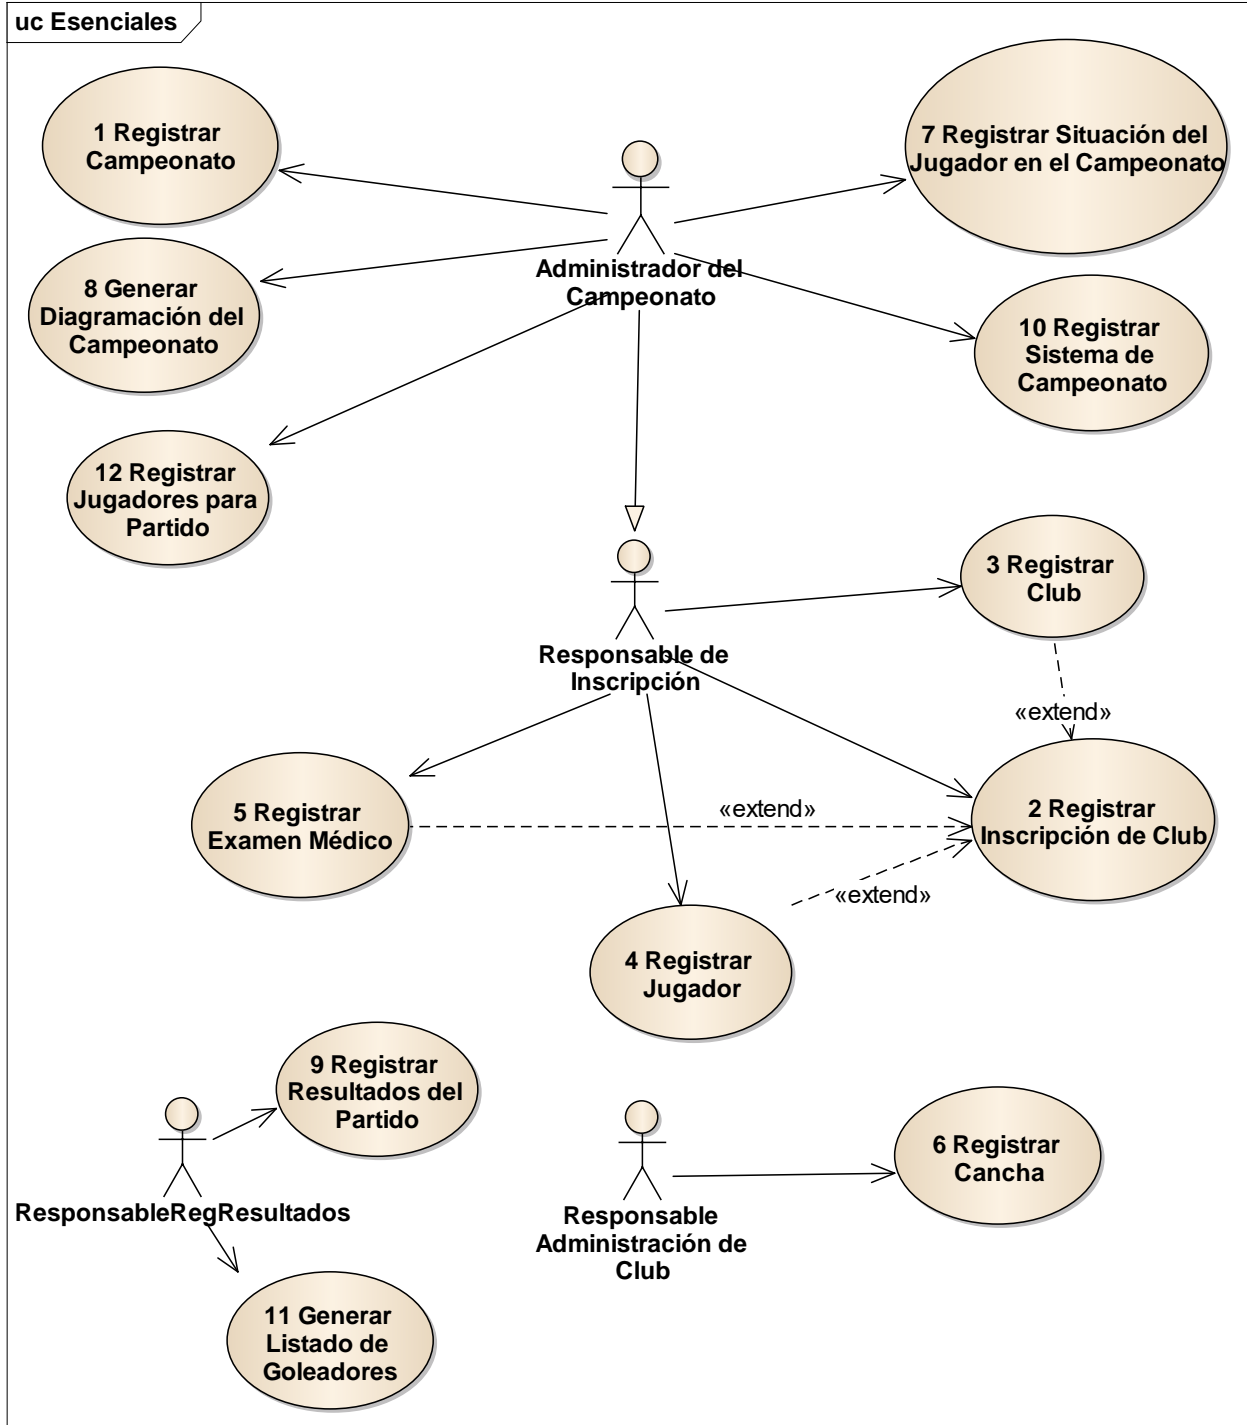 uc Esenciales
1 Registrar
Campeonato
7 Registrar Situación del
Jugador en el Campeonato
Administrador del
Campeonato
8 Generar
Diagramación del
Campeonato
10 Registrar
Sistema de
Campeonato
12 Registrar
Jugadores para
Partido
3 Registrar
Club
Responsable de
Inscripción
«extend»
5 Registrar
Examen Médico
«extend»
2 Registrar
Inscripción de Club
«extend»
4 Registrar
Jugador
9 Registrar
Resultados del
Partido
6 Registrar
Cancha
ResponsableRegResultados
Responsable
Administración de
Club
11 Generar
Listado de
Goleadores